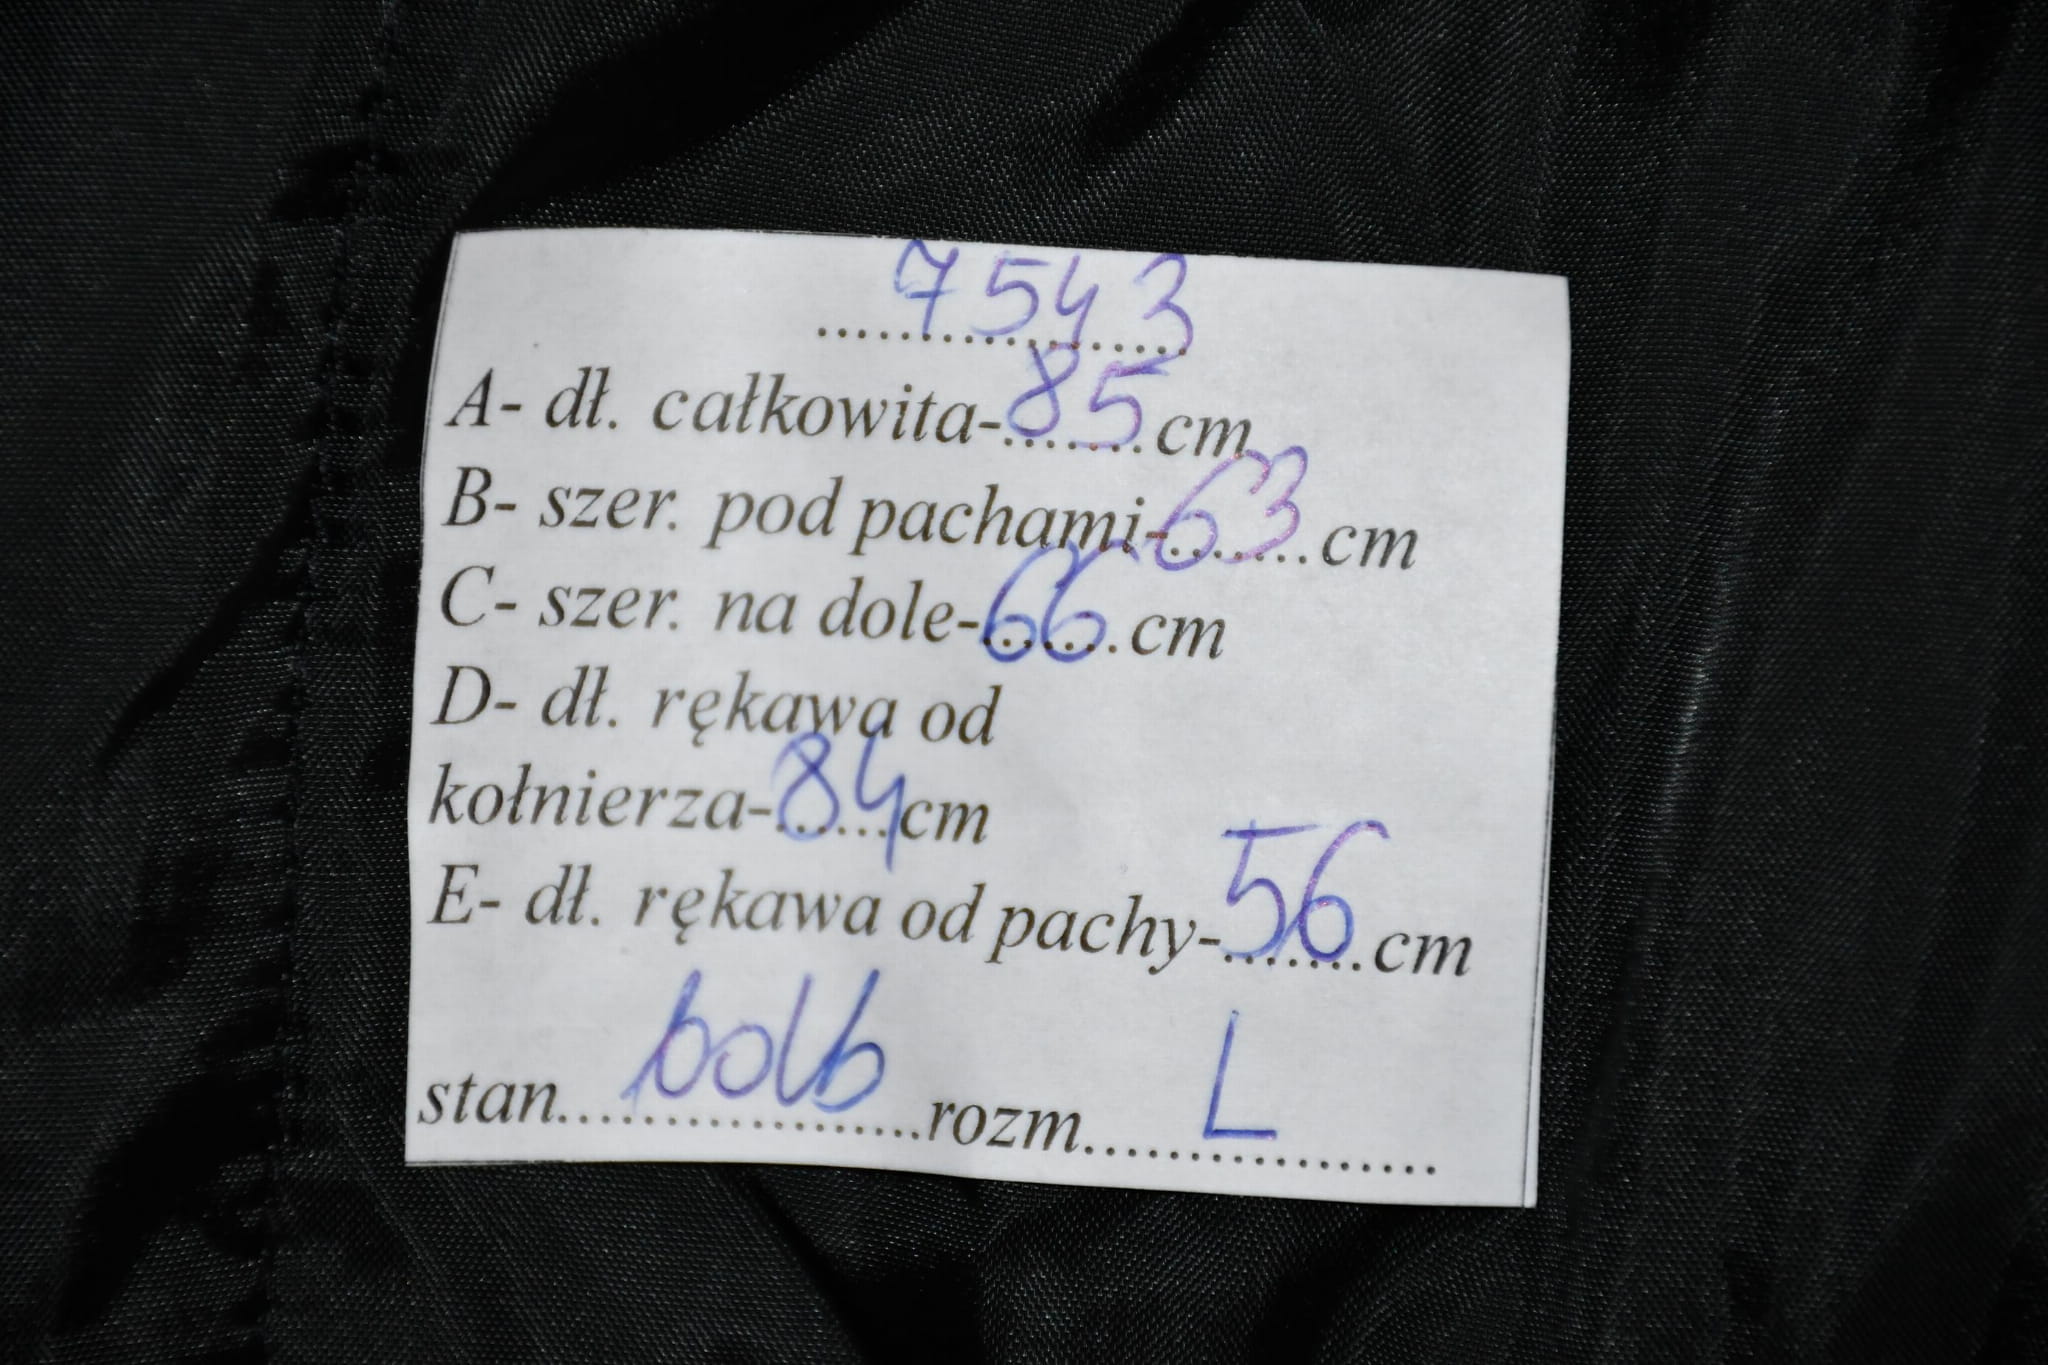 7543
A- dł. całkowita-85cm
B- szer. pod pachami-63cm
C- szer. na dole-66cm
D- dł. rękawa od
kołnierza-84cm
E- dł. rękawa od pachy-56cm
stan..................rozm.....L............